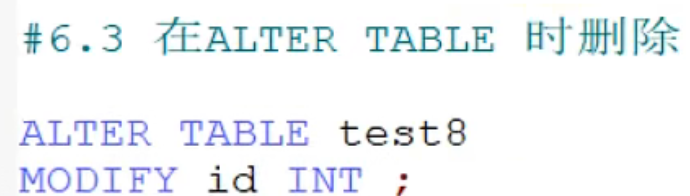 #6.3 在ALTER TABLE 时删除
ALTER TABLE test8
MODIFY id INT ;